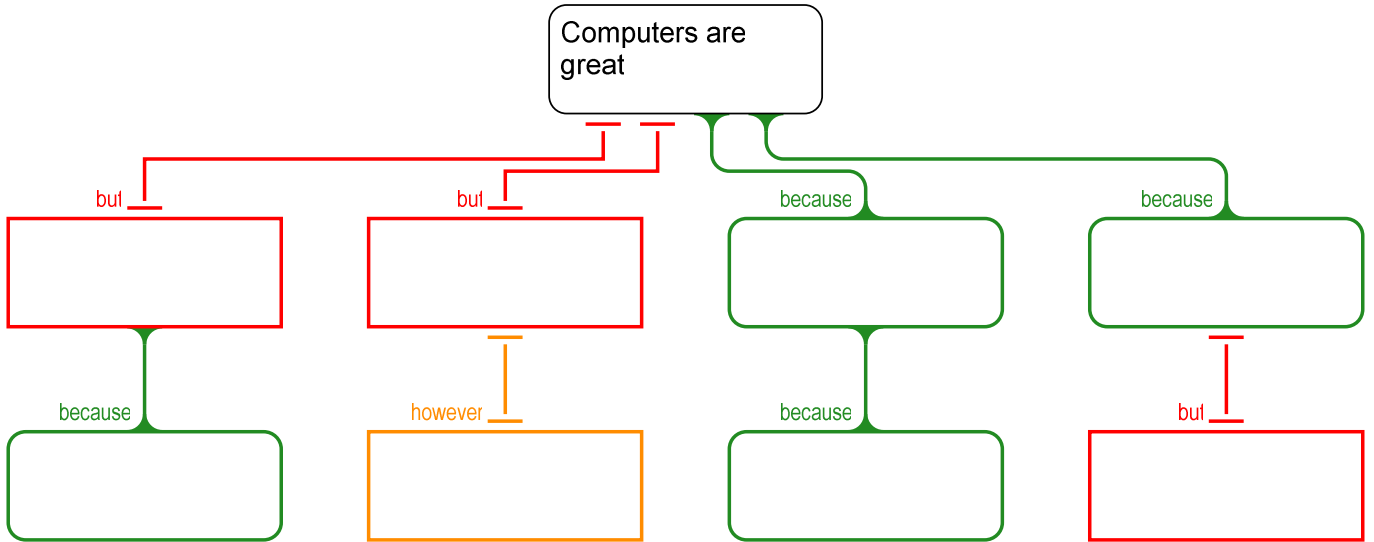 Computers are
great
but
but
because
because
because
however
because
but